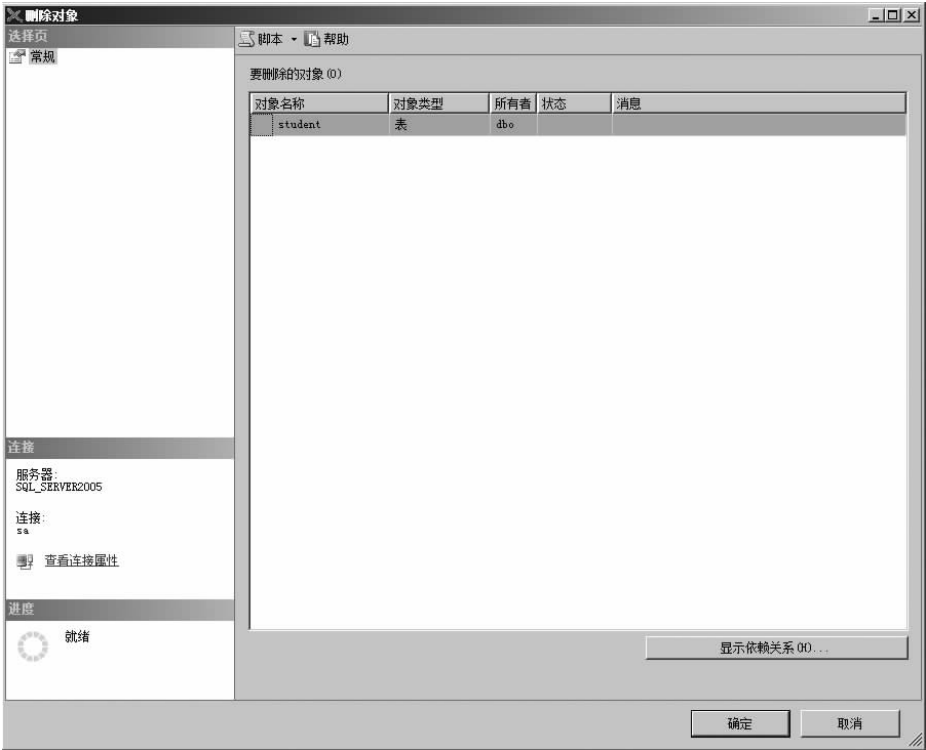 删除对象
选择页
常规
脚本 帮助
要删除的对象(O)
对象名称 对象类型 所有者 状态 消息
student 表 dbo
连接
服务器:
SQL_SERVER2005
连接:
sa
查看连接属性
进度
就绪
显示依赖关系(H)...
确定 取消